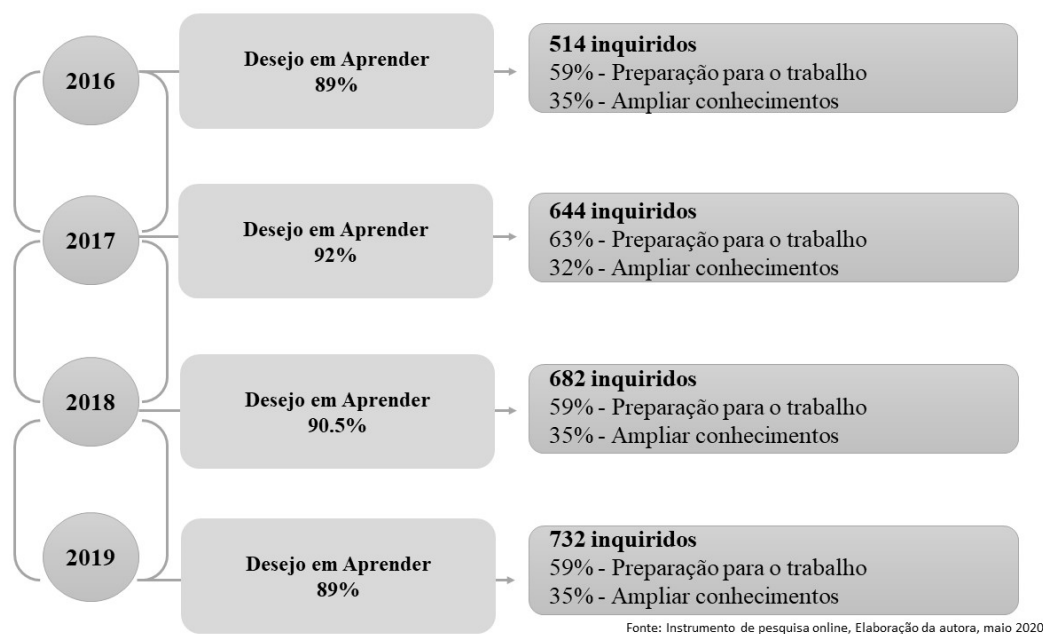 2016
Desejo em Aprender
89%
514 inquiridos
59% - Preparação para o trabalho
35% - Ampliar conhecimentos
2017
Desejo em Aprender
92%
644 inquiridos
63% - Preparação para o trabalho
32% - Ampliar conhecimentos
2018
Desejo em Aprender
90.5%
682 inquiridos
59% - Preparação para o trabalho
35% - Ampliar conhecimentos
2019
Desejo em Aprender
89%
732 inquiridos
59% - Preparação para o trabalho
35% - Ampliar conhecimentos
Fonte: Instrumento de pesquisa online, Elaboração da autora, maio 2020